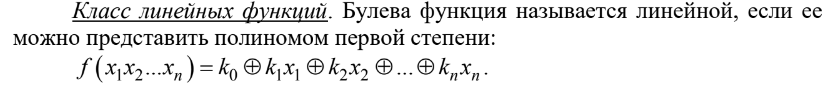 Класс линейных функций. Булева функция называется линейной, если ее
можно представить полиномом первой степени:
f(x₁x₂...xₙ) = k₀ ⊕ k₁x₁ ⊕ k₂x₂ ⊕ ... ⊕ kₙxₙ.